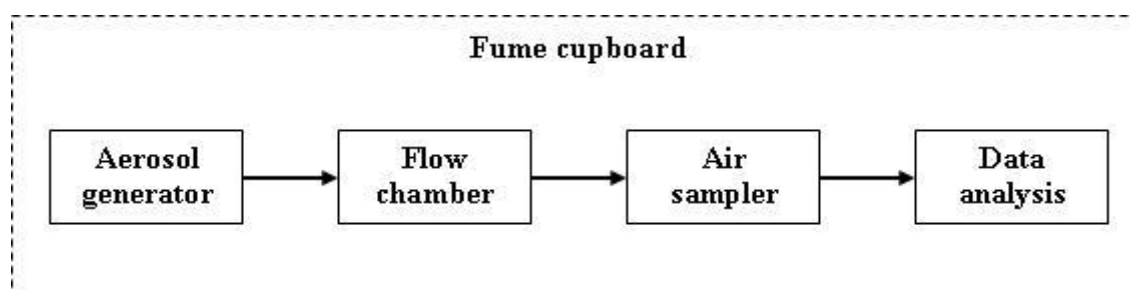 Fume cupboard
Aerosol
generator
Flow
chamber
Air
sampler
Data
analysis